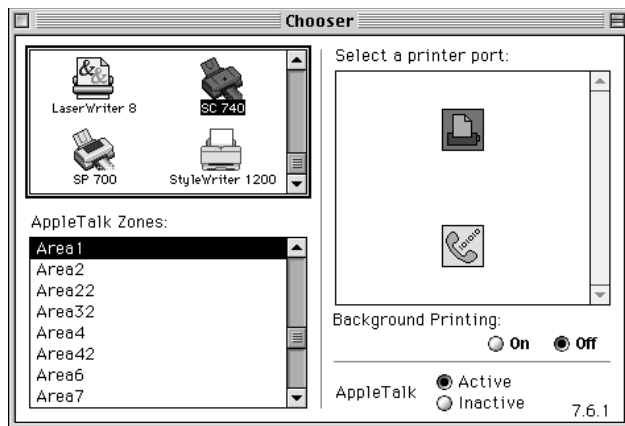 Chooser
LaserWriter 8
SC 740
SP 700
StyleWriter 1200
AppleTalk Zones:
Area1
Area2
Area22
Area32
Area4
Area42
Area6
Area7
Select a printer port:
Background Printing:
On Off
AppleTalk
Active
Inactive
7.6.1